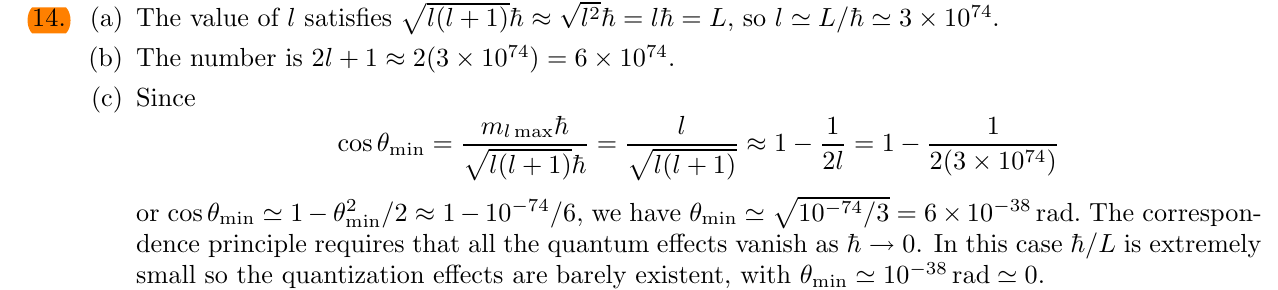 14. (a) The value of l satisfies √(l(l + 1))ħ ≈ √(l²)ħ = lħ = L, so l ≃ L/ħ ≃ 3 × 10⁷⁴.
(b) The number is 2l + 1 ≈ 2(3 × 10⁷⁴) = 6 × 10⁷⁴.
(c) Since
cos θ_min = m_{l max}ħ / (√(l(l + 1))ħ) = l / √(l(l + 1)) ≈ 1 − 1/(2l) = 1 − 1/(2(3 × 10⁷⁴))
or cos θ_min ≃ 1 − θ²_min/2 ≈ 1 − 10⁻⁷⁴/6, we have θ_min ≃ √(10⁻⁷⁴/3) = 6 × 10⁻³⁸ rad. The correspon-
dence principle requires that all the quantum effects vanish as ħ → 0. In this case ħ/L is extremely
small so the quantization effects are barely existent, with θ_min ≃ 10⁻³⁸ rad ≃ 0.